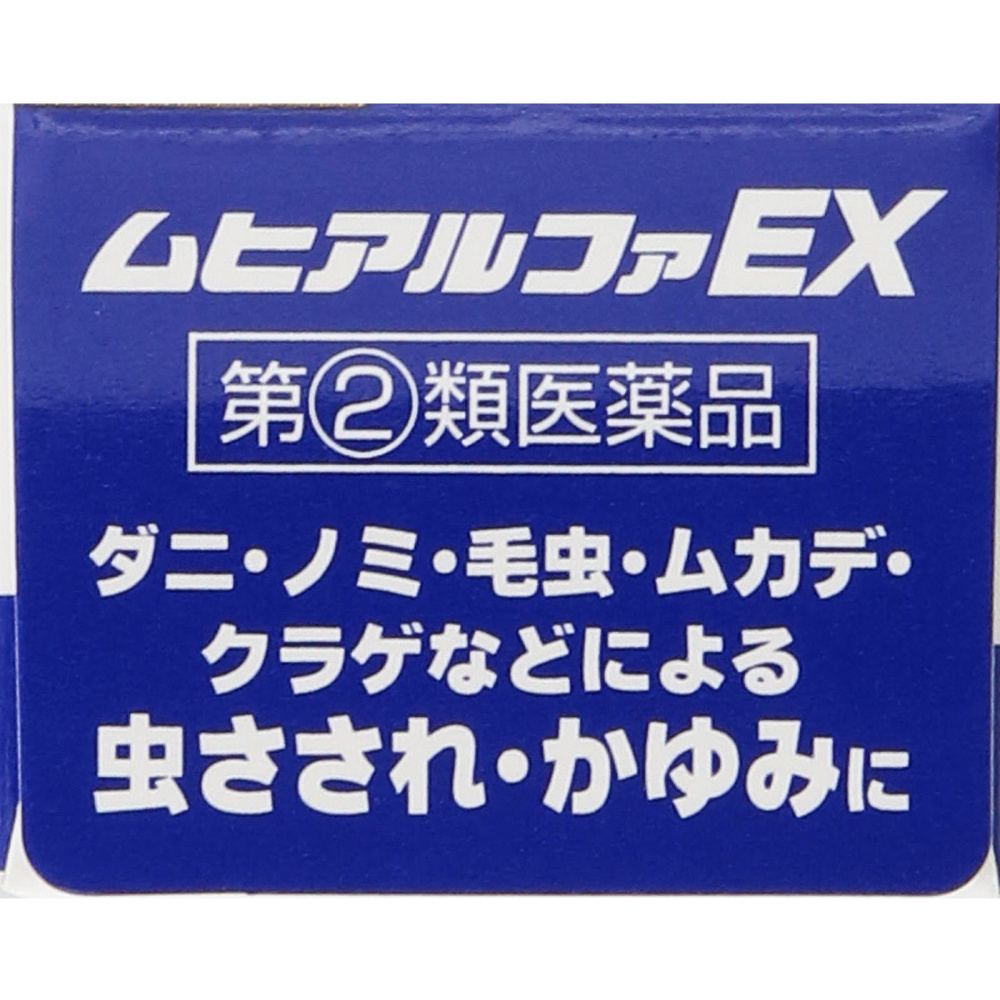 ムヒアルファEX
第②類医薬品
ダニ・ノミ・毛虫・ムカデ・
クラゲなどによる
虫さされ・かゆみに